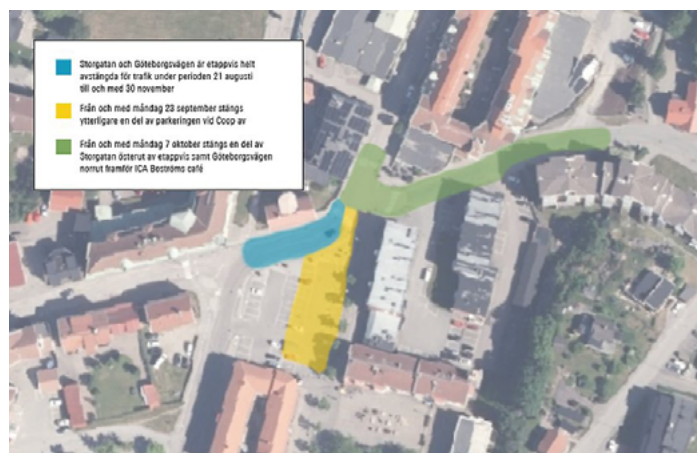 Storgatan och Göteborgsvägen är etappvis helt
avstängda för trafik under perioden 21 augusti
till och med 30 november
Från och med måndag 23 september stängs
ytterligare en del av parkeringen vid Coop av
Från och med måndag 7 oktober stängs en del av
Storgatan österut av etappvis samt Göteborgsvägen
norrut framför ICA Boströms café